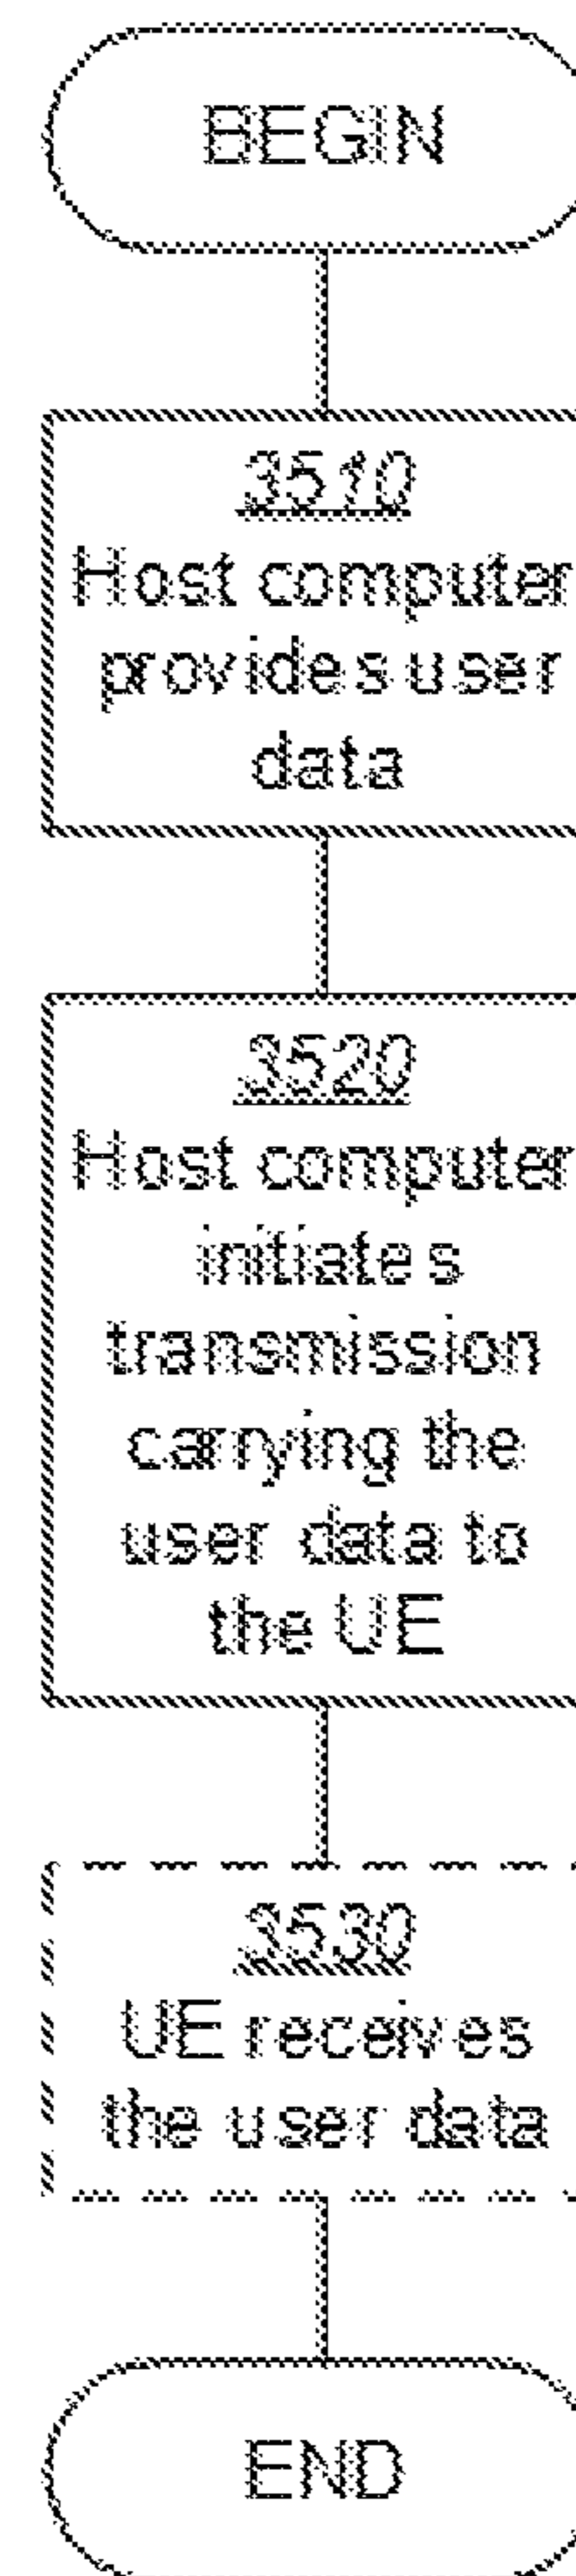 BEGIN
3510
Host computer
provides user
data
3520
Host computer
initiates
transmission
carrying the
user data to
the UE
3530
UE receives
the user data
END